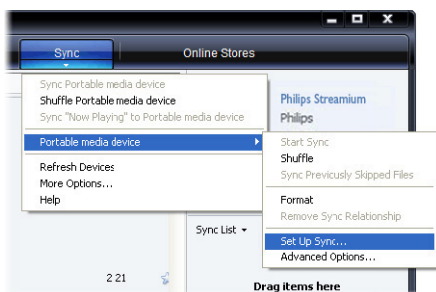 Sync
Online Stores
Sync Portable media device
Shuffle Portable media device
Sync "Now Playing" to Portable media device
Portable media device
Refresh Devices
More Options...
Help
Philips Streamium
Philips
Start Sync
Shuffle
Sync Previously Skipped Files
Format
Remove Sync Relationship
Set Up Sync...
Advanced Options...
Sync List
2 21
Drag items here